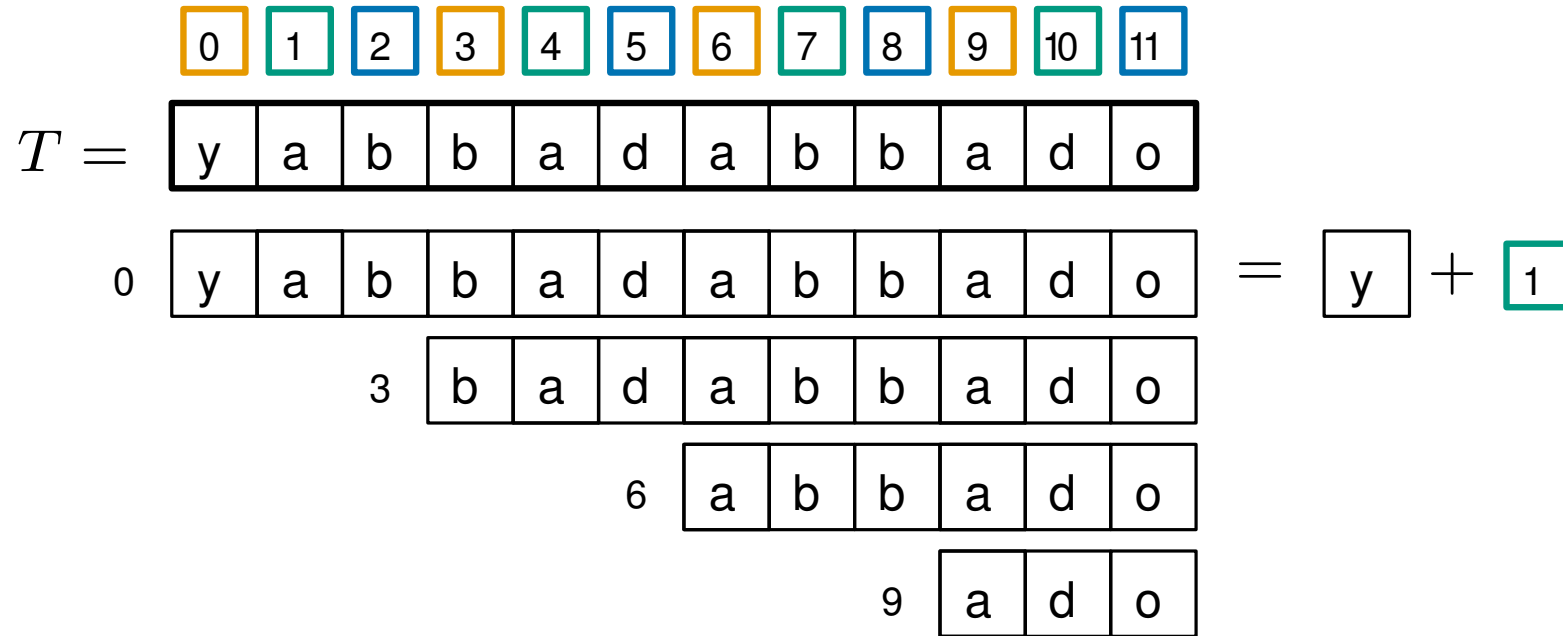 0 1 2 3 4 5 6 7 8 9 10 11
T = y a b b a d a b b a d o
0 y a b b a d a b b a d o = y + 1
3 b a d a b b a d o
6 a b b a d o
9 a d o